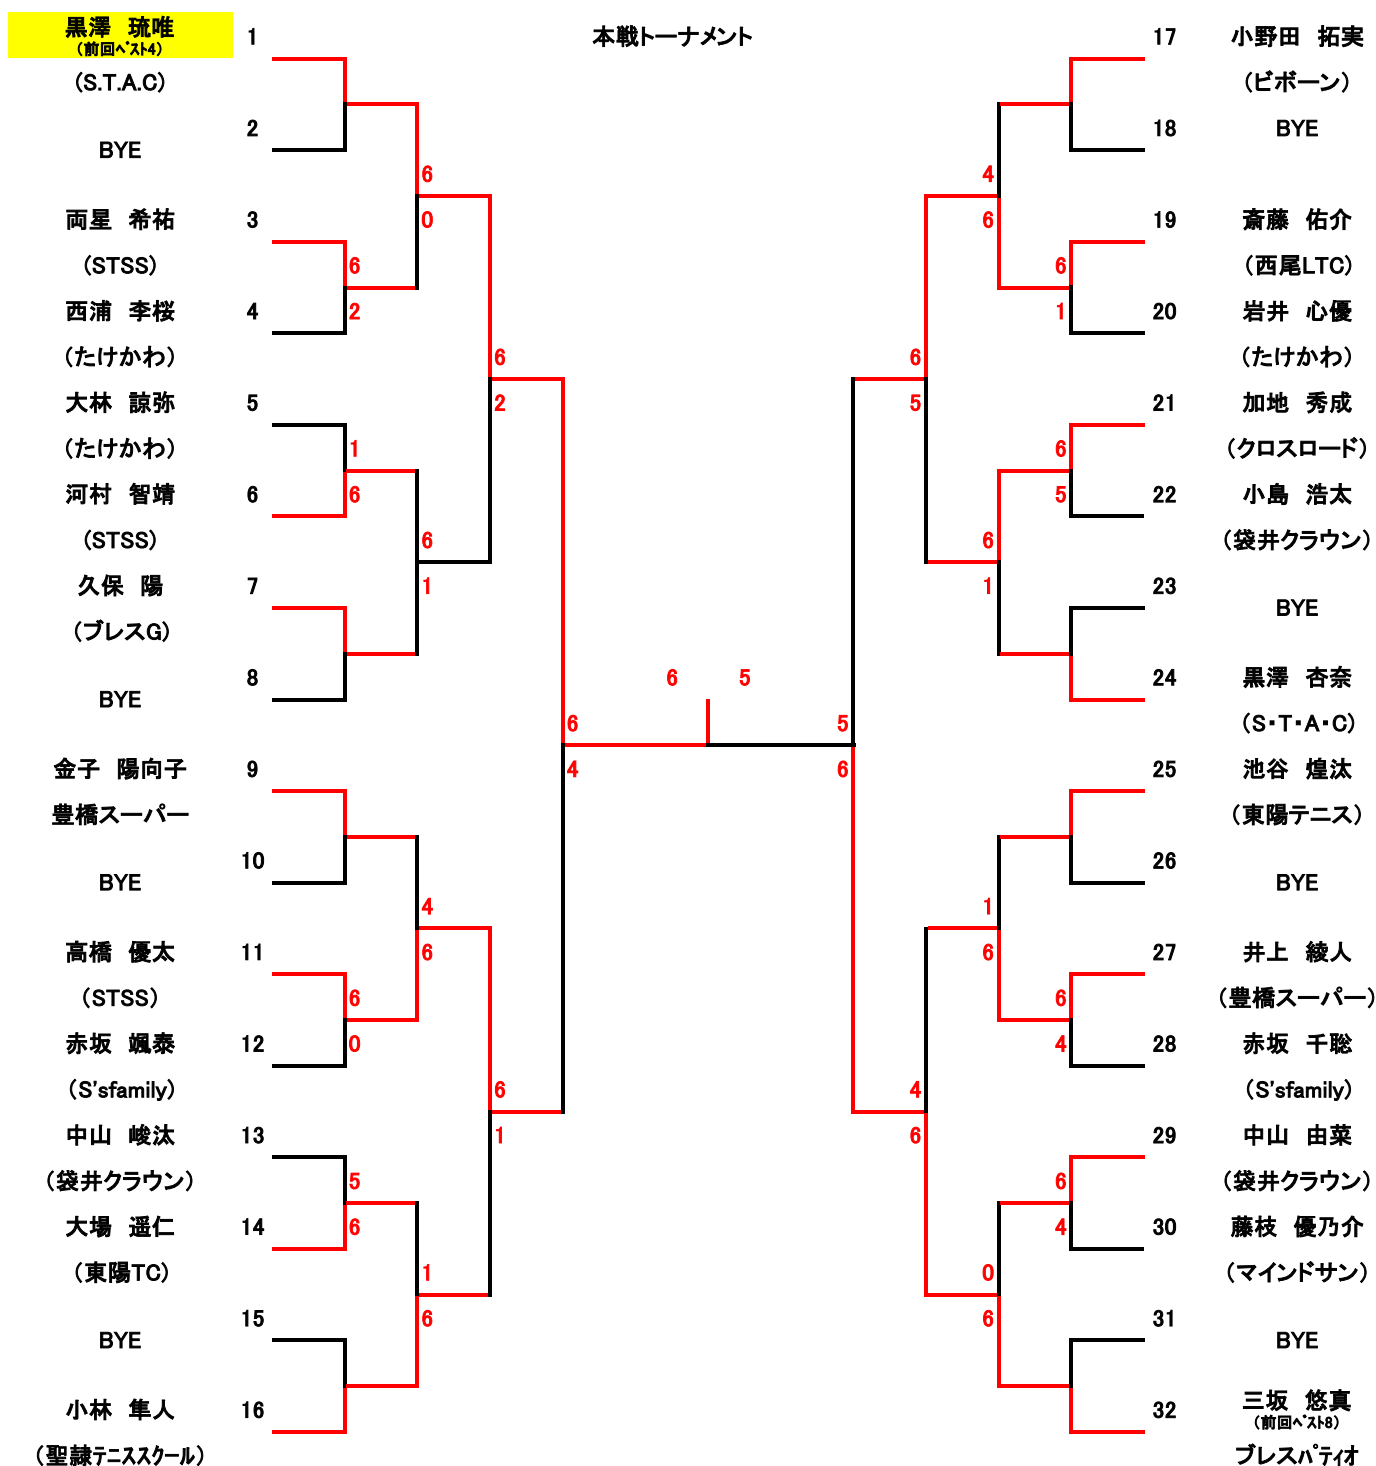 本戦トーナメント
黒澤　琉唯
(前回ﾍﾞｽﾄ4)
1
(S.T.A.C)
BYE
2
両星　希祐
3
(STSS)
西浦　李桜
4
(たけかわ)
大林　諒弥
5
(たけかわ)
河村　智靖
6
(STSS)
久保　陽
7
(ブレスG)
BYE
8
金子　陽向子
9
豊橋スーパー
BYE
10
高橋　優太
11
(STSS)
赤坂　颯泰
12
(S'sfamily)
中山　峻汰
13
(袋井クラウン)
大場　遥仁
14
(東陽TC)
BYE
15
小林　隼人
16
(聖隷ﾃﾆｽｽｸｰﾙ)
6
0
6
2
1
6
6
1
6
2
4
6
6
0
5
6
1
6
6
1
6
4
6
5
17
小野田　拓実
(ビボーン)
18
BYE
19
斎藤　佑介
(西尾LTC)
20
岩井　心優
(たけかわ)
21
加地　秀成
(クロスロード)
22
小島　浩太
(袋井クラウン)
23
BYE
24
黒澤　杏奈
(S・T・A・C)
25
池谷　煌汰
(東陽テニス)
26
BYE
27
井上　綾人
(豊橋スーパー)
28
赤坂　千聡
(S'sfamily)
29
中山　由菜
(袋井クラウン)
30
藤枝　優乃介
(マインドサン)
31
BYE
32
三坂　悠真
(前回ﾍﾞｽﾄ8)
ブレスパティオ
4
6
6
1
6
5
6
5
6
1
5
6
1
6
6
4
4
6
6
4
0
6